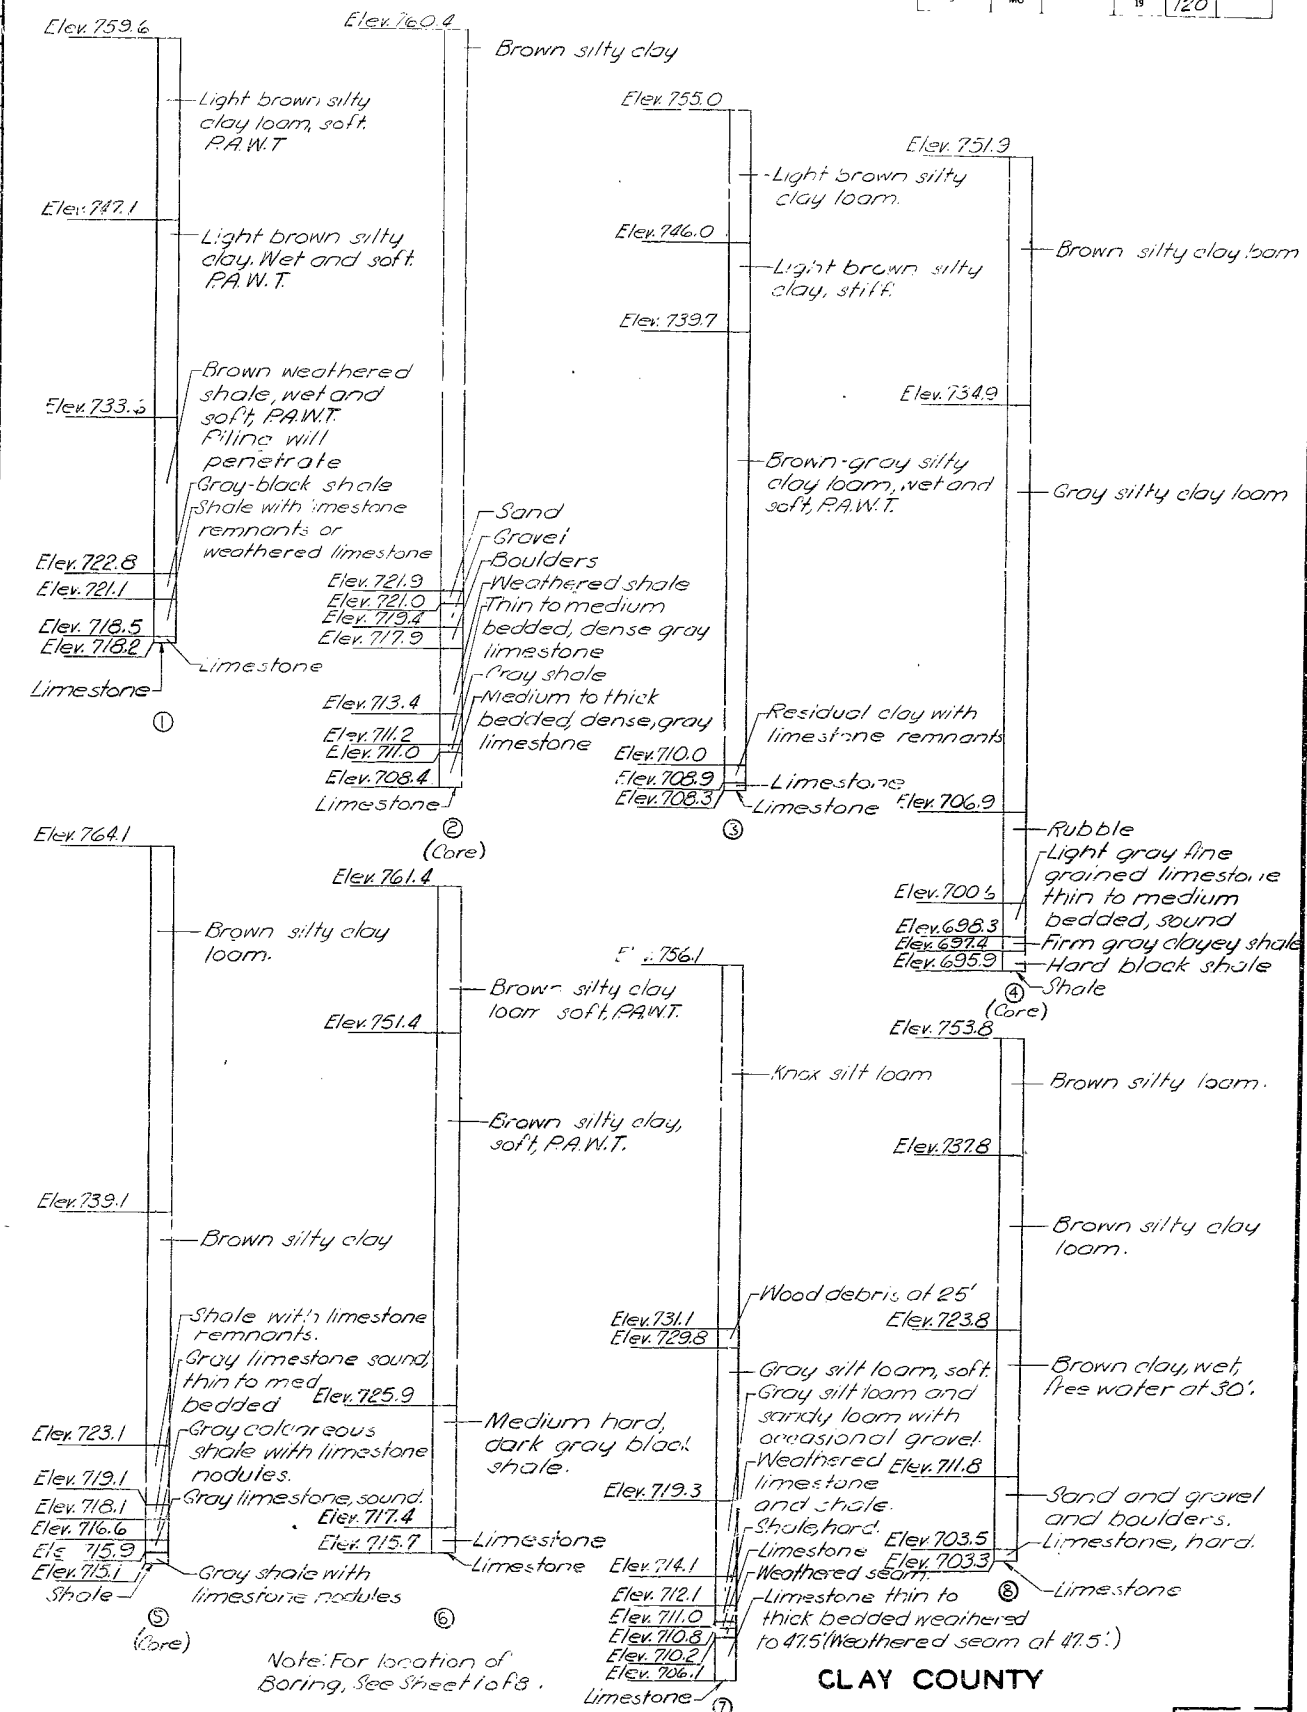 MO
19
120
Elev. 759.6
Light brown silty
clay loam, soft.
P.A.W.T
Elev. 747.1
Light brown silty
clay. Wet and soft.
P.A.W.T.
Elev. 733.
Brown weathered
shale, wet and
soft, P.A.W.T.
Piling will
penetrate
Gray-black shale
Shale with limestone
remnants or
weathered limestone
Elev. 722.8
Elev. 721.1
Elev. 718.5
Elev. 718.2
Limestone
Limestone
①
Elev. 760.4
Brown silty clay
Sand
Gravel
Boulders
Weathered shale
Thin to medium
bedded, dense gray
limestone
Gray shale
Medium to thick
bedded, dense, gray
limestone
Elev. 721.9
Elev. 721.0
Elev. 719.4
Elev. 717.9
Elev. 713.4
Elev. 711.2
Elev. 711.0
Elev. 708.4
Limestone
②
(Core)
Elev. 755.0
Light brown silty
clay loam.
Elev. 746.0
Light brown silty
clay, stiff.
Elev. 739.7
Brown-gray silty
clay loam, wet and
soft, P.A.W.T.
Residual clay with
limestone remnants
Elev. 710.0
Elev. 708.9
Limestone
Elev. 708.3
Limestone
③
Elev. 751.9
Brown silty clay loam
Elev. 734.9
Gray silty clay loam
Elev. 706.9
Rubble
Light gray fine
grained limestone
thin to medium
bedded, sound
Elev. 700
Elev. 698.3
Elev. 697.4
Firm gray clayey shale
Elev. 695.9
Hard black shale
Shale
④
(Core)
Elev. 764.1
Brown silty clay
loam.
Elev. 739.1
Brown silty clay
Shale with limestone
remnants.
Gray limestone sound,
thin to med
bedded
Gray calcareous
shale with limestone
nodules.
Gray limestone, sound.
Elev. 723.1
Elev. 719.1
Elev. 718.1
Elev. 716.6
715.9
Elev. 715.1
Gray shale with
limestone nodules
Shale
⑤
(Core)
Elev. 761.4
Brown silty clay
loam soft, P.A.W.T.
Elev. 751.4
Brown silty clay,
soft, P.A.W.T.
Elev. 725.9
Medium hard,
dark gray black
shale.
Elev. 717.4
Elev. 715.7
Limestone
Limestone
⑥
756.1
Knox silt loam
Wood debris at 25'
Elev. 731.1
Elev. 729.8
Gray silt loam, soft.
Gray silt loam and
sandy loam with
occasional gravel.
Weathered
limestone
and shale.
Elev. 719.3
Shale, hard.
Limestone
Weathered seam.
Limestone thin to
thick bedded weathered
to 47.5' (Weathered seam at 47.5')
Elev. 714.1
Elev. 712.1
Elev. 711.0
Elev. 710.8
Elev. 710.2
Elev. 706.1
Limestone
⑦
Elev. 753.8
Brown silty loam.
Elev. 737.8
Brown silty clay
loam.
Elev. 723.8
Brown clay, wet,
free water at 30'.
Elev. 711.8
Sand and gravel
and boulders.
Elev. 703.5
Limestone, hard.
Elev. 703.3
Limestone
⑧
Note: For location of
Boring, See Sheet 1 of 8.
CLAY COUNTY